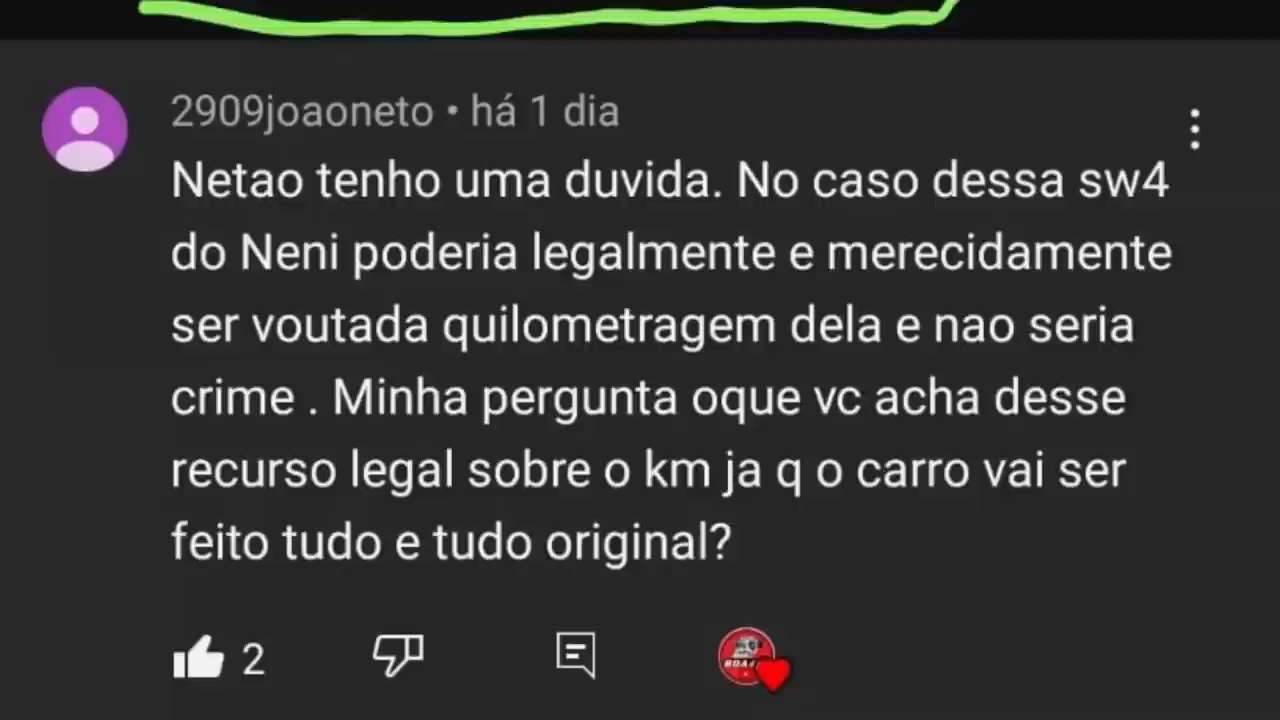 2909joaoneto • há 1 dia
Netao tenho uma duvida. No caso dessa sw4
do Neni poderia legalmente e merecidamente
ser voutada quilometragem dela e nao seria
crime . Minha pergunta oque vc acha desse
recurso legal sobre o km ja q o carro vai ser
feito tudo e tudo original?
2